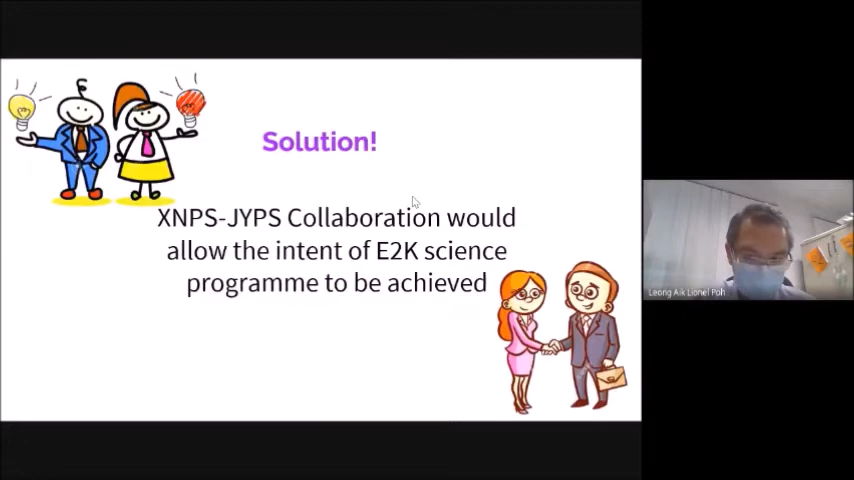 Solution!
XNPS-JYPS Collaboration would
allow the intent of E2K science
programme to be achieved
Leong Aik Lionel Poh